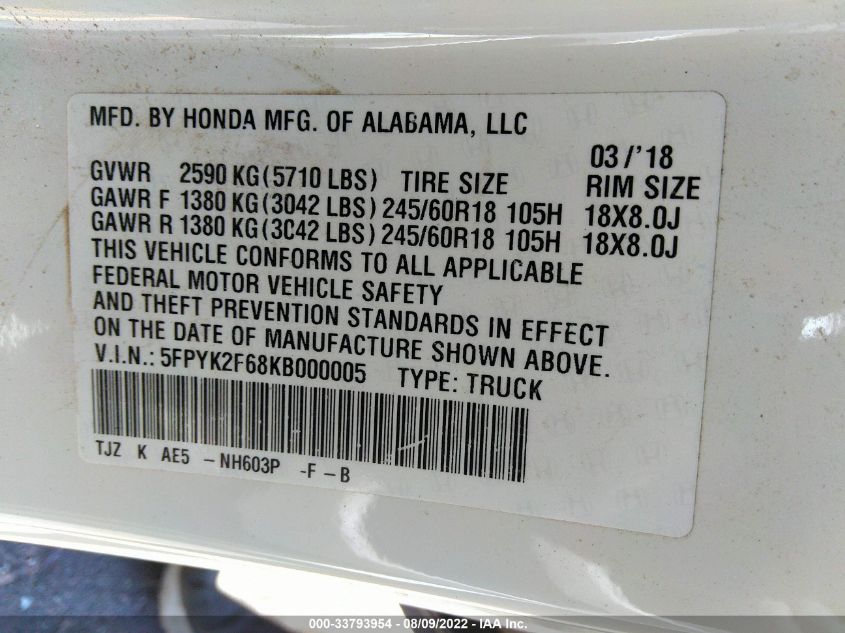 MFD. BY HONDA MFG. OF ALABAMA, LLC
03/'18
GVWR 2590 KG(5710 LBS) TIRE SIZE RIM SIZE
GAWR F 1380 KG(3042 LBS) 245/60R18 105H 18X8.0J
GAWR R 1380 KG(3C42 LBS) 245/60R18 105H 18X8.0J
THIS VEHICLE CONFORMS TO ALL APPLICABLE
FEDERAL MOTOR VEHICLE SAFETY
AND THEFT PREVENTION STANDARDS IN EFFECT
ON THE DATE OF MANUFACTURE SHOWN ABOVE.
V.I.N.: 5FPYK2F68KB000005 TYPE: TRUCK
TJZ K AE5 -NH603P -F-B
000-33793954 - 08/09/2022 - IAA Inc.